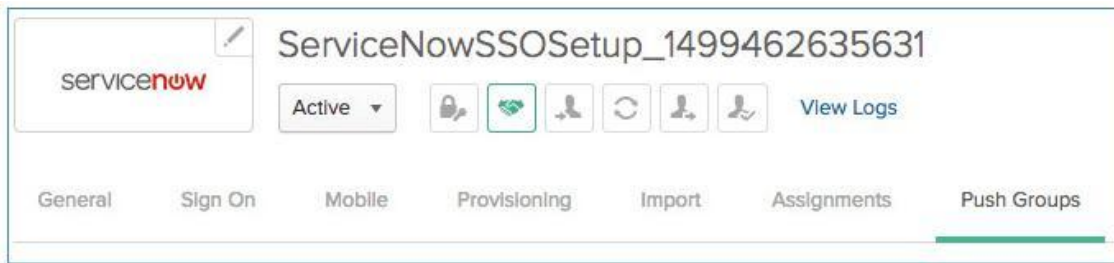 ServiceNowSSOSetup_1499462635631
servicenow
Active
View Logs
General Sign On Mobile Provisioning Import Assignments Push Groups